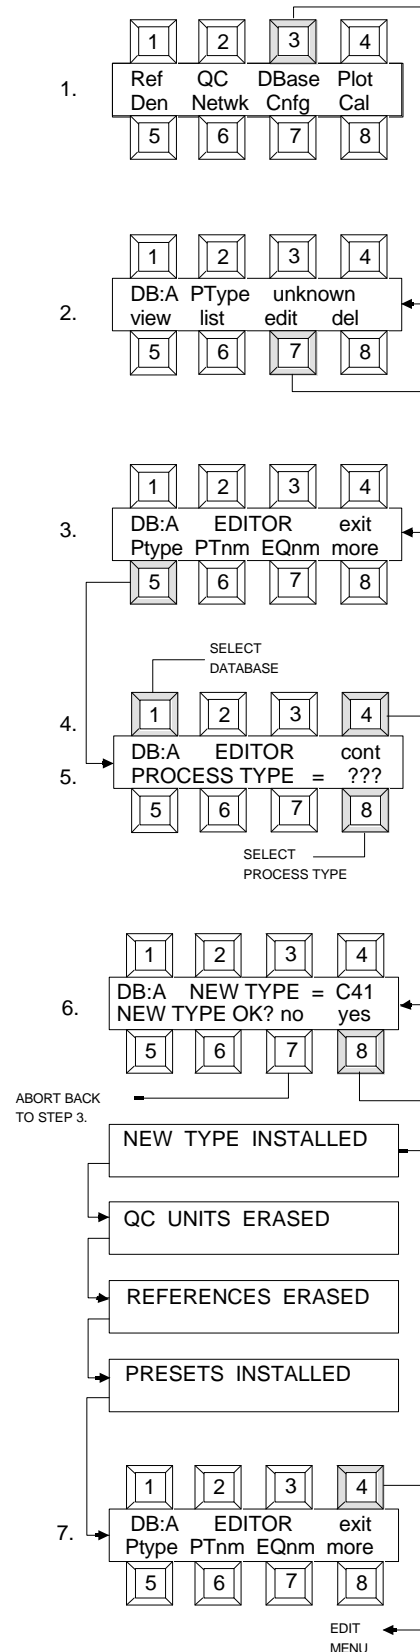 1 2 3 4
1.
Ref QC DBase Plot
Den Netwk Cnfg Cal
5 6 7 8
1 2 3 4
2.
DB:A PType unknown
view list edit del
5 6 7 8
1 2 3 4
3.
DB:A EDITOR exit
Ptype PTnm EQnm more
5 6 7 8
SELECT
DATABASE
1 2 3 4
4.
DB:A EDITOR cont
5.
PROCESS TYPE = ???
5 6 7 8
SELECT
PROCESS TYPE
1 2 3 4
6.
DB:A NEW TYPE = C41
NEW TYPE OK? no yes
5 6 7 8
ABORT BACK
TO STEP 3.
NEW TYPE INSTALLED
QC UNITS ERASED
REFERENCES ERASED
PRESETS INSTALLED
1 2 3 4
7.
DB:A EDITOR exit
Ptype PTnm EQnm more
5 6 7 8
EDIT
MENU